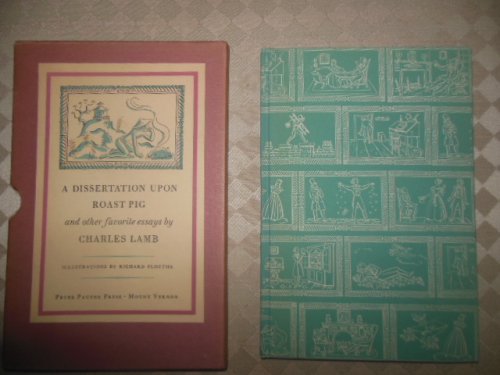 A DISSERTATION UPON
ROAST PIG
and other favorite essays by
CHARLES LAMB
ILLUSTRATIONS BY RICHARD FLOETHE
PETER PAUPER PRESS · MOUNT VERNON